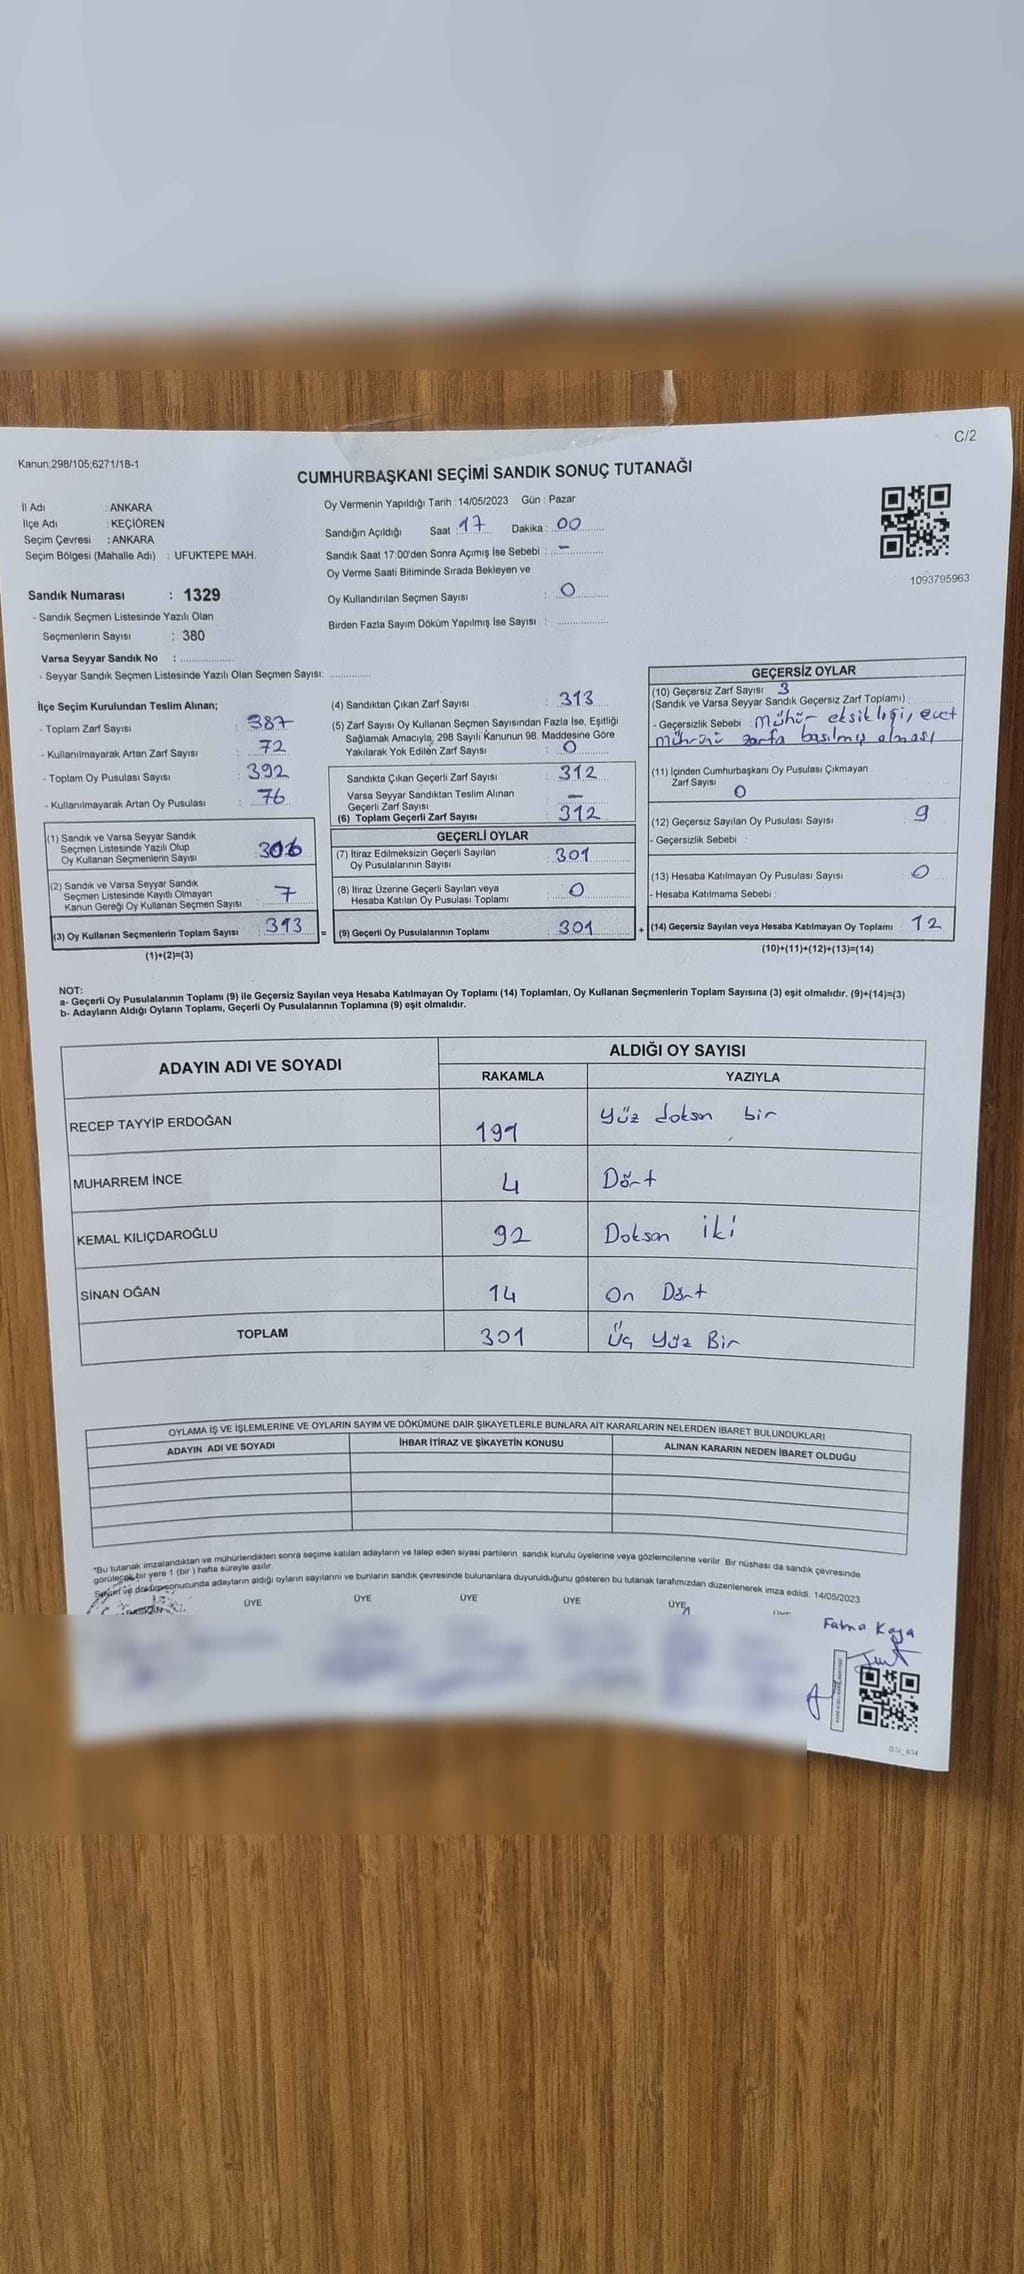 C/2
Kanun;298/105;6271/18-1
CUMHURBAŞKANI SEÇİMİ SANDIK SONUÇ TUTANAĞI
İl Adı : ANKARA
İlçe Adı : KEÇİÖREN
Seçim Çevresi : ANKARA
Seçim Bölgesi (Mahalle Adı) : UFUKTEPE MAH.
Sandık Numarası : 1329
- Sandık Seçmen Listesinde Yazılı Olan
Seçmenlerin Sayısı : 380
Varsa Seyyar Sandık No :
- Seyyar Sandık Seçmen Listesinde Yazılı Olan Seçmen Sayısı:
Oy Vermenin Yapıldığı Tarih : 14/05/2023 Gün : Pazar
Sandığın Açıldığı Saat 17 Dakika : 00
Sandık Saat 17:00'den Sonra Açımış İse Sebebi : -
Oy Verme Saati Bitiminde Sırada Bekleyen ve
Oy Kullandırılan Seçmen Sayısı : 0
Birden Fazla Sayım Döküm Yapılmış İse Sayısı :
1093795963
İlçe Seçim Kurulundan Teslim Alınan;
- Toplam Zarf Sayısı : 387
- Kullanılmayarak Artan Zarf Sayısı : 72
- Toplam Oy Pusulası Sayısı : 392
- Kullanılmayarak Artan Oy Pusulası : 76
(1) Sandık ve Varsa Seyyar Sandık
Seçmen Listesinde Yazılı Olup
Oy Kullanan Seçmenlerin Sayısı : 306
(2) Sandık ve Varsa Seyyar Sandık
Seçmen Listesinde Kayıtlı Olmayan
Kanun Gereği Oy Kullanan Seçmen Sayısı : 7
(3) Oy Kullanan Seçmenlerin Toplam Sayısı : 313 =
(1)+(2)=(3)
(4) Sandıktan Çıkan Zarf Sayısı : 313
(5) Zarf Sayısı Oy Kullanan Seçmen Sayısından Fazla İse, Eşitliği
Sağlamak Amacıyla; 298 Sayılı Kanunun 98. Maddesine Göre
Yakılarak Yok Edilen Zarf Sayısı : 0
Sandıkta Çıkan Geçerli Zarf Sayısı : 312
Varsa Seyyar Sandıktan Teslim Alınan
Geçerli Zarf Sayısı : -
(6) Toplam Geçerli Zarf Sayısı : 312
GEÇERLİ OYLAR
(7) İtiraz Edilmeksizin Geçerli Sayılan
Oy Pusulalarının Sayısı : 301
(8) İtiraz Üzerine Geçerli Sayılan veya
Hesaba Katılan Oy Pusulası Toplamı : 0
(9) Geçerli Oy Pusulalarının Toplamı : 301 +
GEÇERSİZ OYLAR
(10) Geçersiz Zarf Sayısı 3
(Sandık ve Varsa Seyyar Sandık Geçersiz Zarf Toplamı) :
- Geçersizlik Sebebi : mühür eksikliği, evet
mührünü zarfa basılmış olması
(11) İçinden Cumhurbaşkanı Oy Pusulası Çıkmayan
Zarf Sayısı 0
(12) Geçersiz Sayılan Oy Pusulası Sayısı : 9
- Geçersizlik Sebebi :
(13) Hesaba Katılmayan Oy Pusulası Sayısı : 0
- Hesaba Katılmama Sebebi :
(14) Geçersiz Sayılan veya Hesaba Katılmayan Oy Toplamı : 12
(10)+(11)+(12)+(13)=(14)
NOT:
a- Geçerli Oy Pusulalarının Toplamı (9) ile Geçersiz Sayılan veya Hesaba Katılmayan Oy Toplamı (14) Toplamları, Oy Kullanan Seçmenlerin Toplam Sayısına (3) eşit olmalıdır. (9)+(14)=(3)
b- Adayların Aldığı Oyların Toplamı, Geçerli Oy Pusulalarının Toplamına (9) eşit olmalıdır.
ADAYIN ADI VE SOYADI
ALDIĞI OY SAYISI
RAKAMLA YAZIYLA
RECEP TAYYİP ERDOĞAN 191 Yüz doksan bir
MUHARREM İNCE 4 Dört
KEMAL KILIÇDAROĞLU 92 Doksan iki
SİNAN OĞAN 14 On Dört
TOPLAM 301 Üç Yüz Bir
OYLAMA İŞ VE İŞLEMLERİNE VE OYLARIN SAYIM VE DÖKÜMÜNE DAİR ŞİKAYETLERLE BUNLARA AİT KARARLARIN NELERDEN İBARET BULUNDUKLARI
ADAYIN ADI VE SOYADI İHBAR İTİRAZ VE ŞİKAYETİN KONUSU ALINAN KARARIN NEDEN İBARET OLDUĞU
*Bu tutanak imzalandıktan ve mühürlendikten sonra seçime katılan adayların ve talep eden siyasi partilerin sandık kurulu üyelerine veya gözlemcilerine verilir. Bir nüshası da sandık çevresinde
görülecek bir yere 1 (bir ) hafta süreyle asılır.
Sayım ve döküm sonucunda adayların aldığı oyların sayılarını ve bunların sandık çevresinde bulunanlara duyurulduğunu gösteren bu tutanak tarafımızdan düzenlenerek imza edildi. 14/05/2023
ÜYE ÜYE ÜYE ÜYE ÜYE
Fatma Kaya